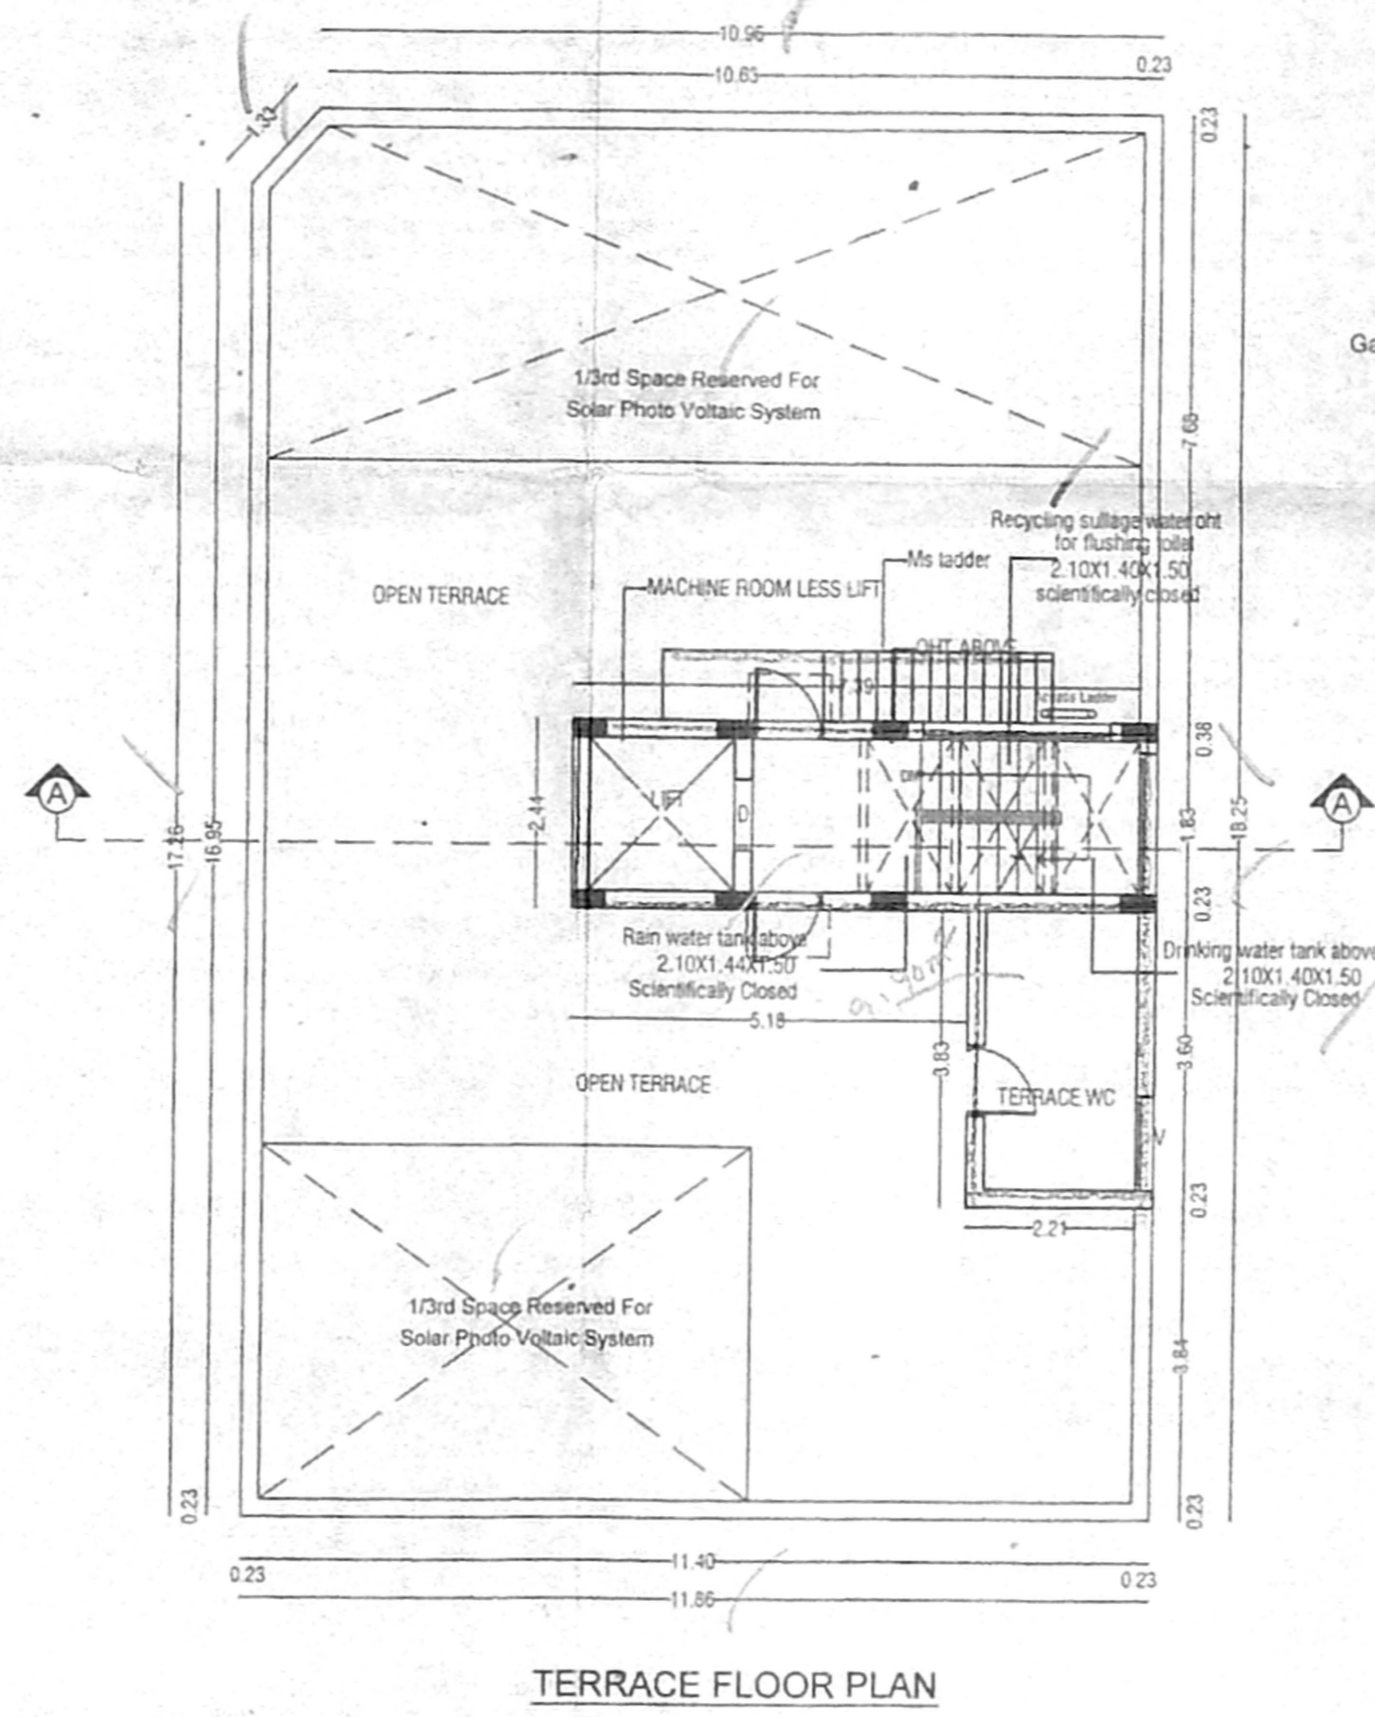 10.96
10.63
0.23
1.30
0.23
1/3rd Space Reserved For
Solar Photo Voltaic System
Ga
7.68
Recycling sullage water oht
for flushing toilet
2.10X1.40X1.50
scientifically closed
Ms ladder
MACHINE ROOM LESS LIFT
OPEN TERRACE
OHT ABOVE
7.39
Access Ladder
0.38
LIFT
D
DN
A
A
2.44
17.26
16.95
1.83
18.25
0.23
Rain water tank above
2.10X1.44X1.50
Scientifically Closed
9.90m2
Drinking water tank above
2.10X1.40X1.50
Scientifically Closed
5.18
3.83
3.60
OPEN TERRACE
TERRACE WC
V
0.23
2.21
1/3rd Space Reserved For
Solar Photo Voltaic System
3.84
0.23
0.23
11.40
0.23
0.23
11.86
TERRACE FLOOR PLAN